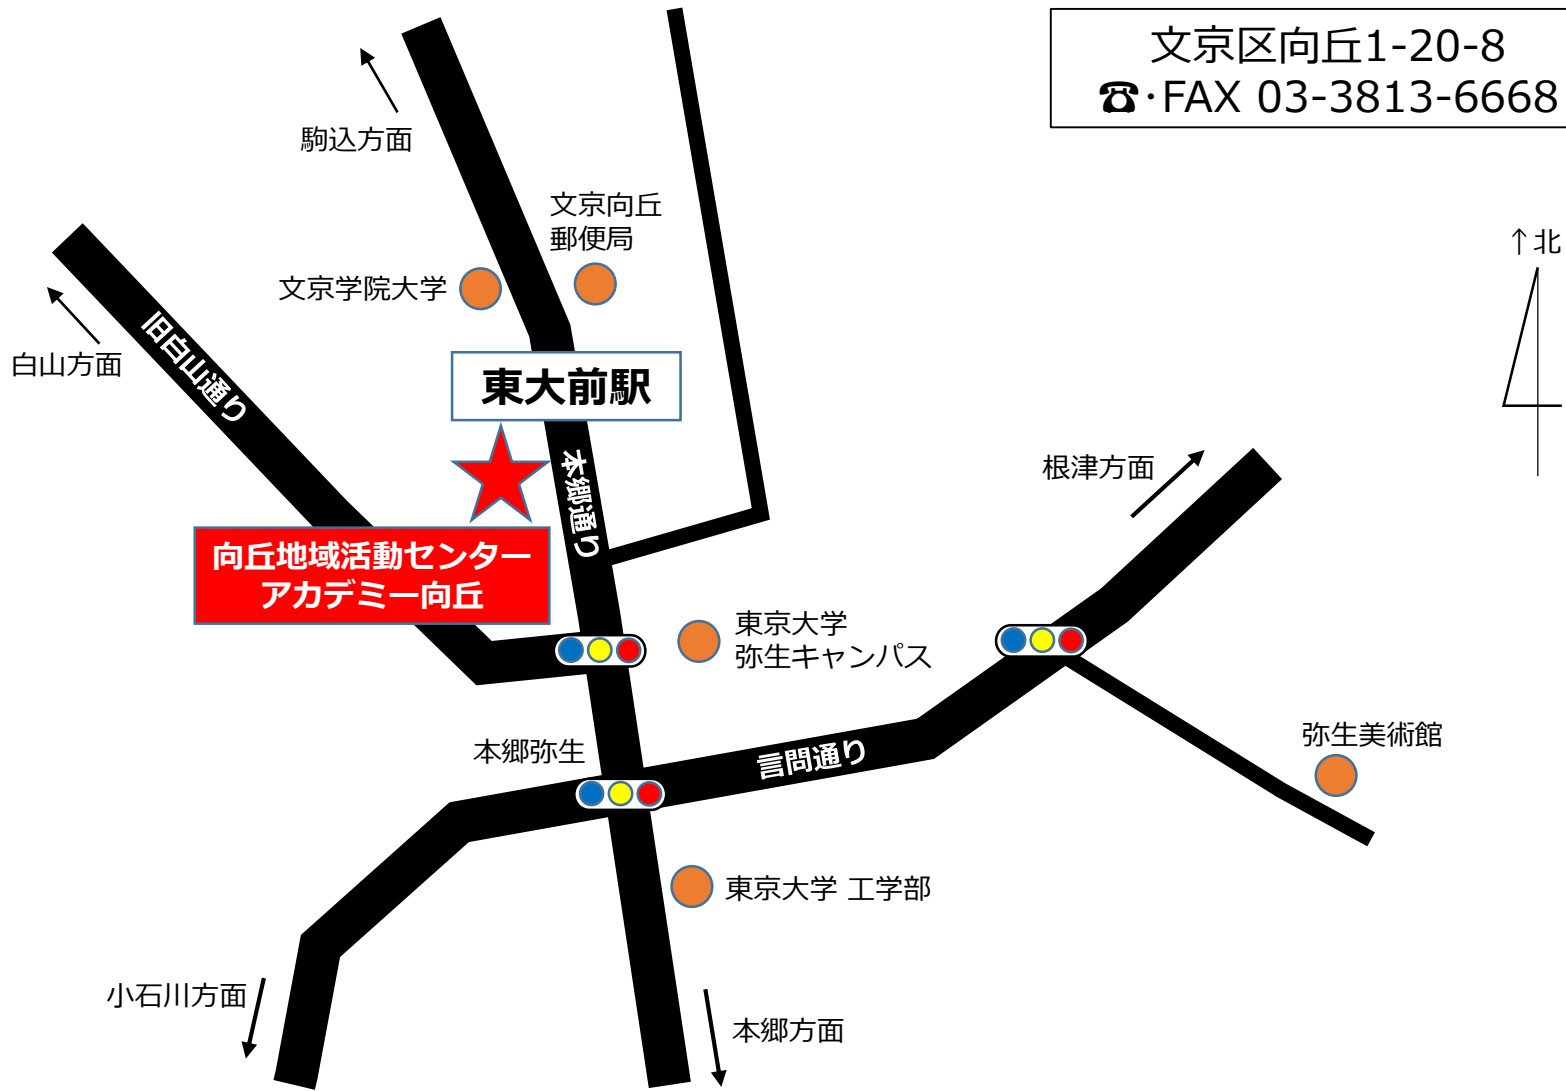 文京区向丘1-20-8
☎･FAX 03-3813-6668
駒込方面
文京向丘
郵便局
↑北
文京学院大学
白山方面
旧白山通り
東大前駅
本郷通り
根津方面
向丘地域活動センター
アカデミー向丘
東京大学
弥生キャンパス
本郷弥生
言問通り
弥生美術館
東京大学 工学部
小石川方面
本郷方面